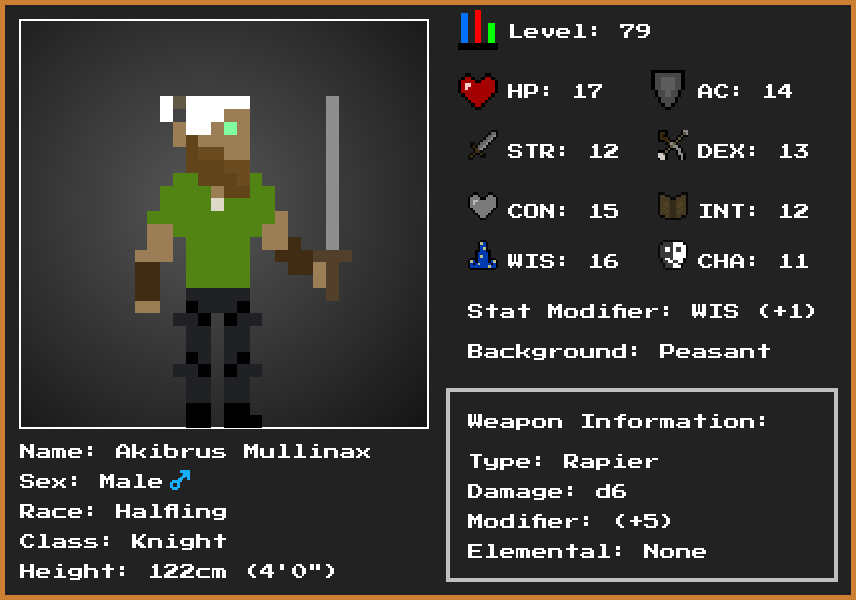 Level: 79
HP: 17
AC: 14
STR: 12
DEX: 13
CON: 15
INT: 12
WIS: 16
CHA: 11
Stat Modifier: WIS (+1)
Background: Peasant
Weapon Information:
Type: Rapier
Damage: d6
Modifier: (+5)
Elemental: None
Name: Akibrus Mullinax
Sex: Male♂
Race: Halfling
Class: Knight
Height: 122cm (4'0")